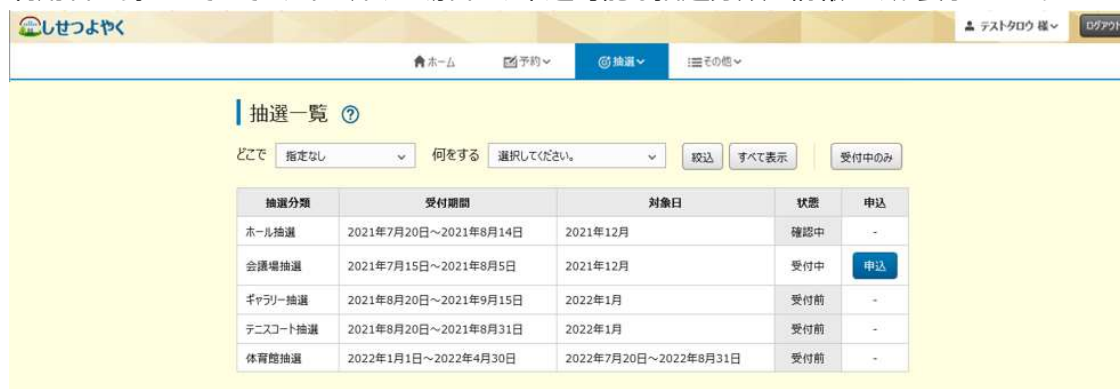 しせつよやく
テストタロウ 様
ログアウト
ホーム 予約 抽選 その他
抽選一覧 ?
どこで 指定なし 何をする 選択してください。 絞込 すべて表示 受付中のみ
抽選分類 受付期間 対象日 状態 申込
ホール抽選 2021年7月20日～2021年8月14日 2021年12月 確認中 -
会議場抽選 2021年7月15日～2021年8月5日 2021年12月 受付中 申込
ギャラリー抽選 2021年8月20日～2021年9月15日 2022年1月 受付前 -
テニスコート抽選 2021年8月20日～2021年8月31日 2022年1月 受付前 -
体育館抽選 2022年1月1日～2022年4月30日 2022年7月20日～2022年8月31日 受付前 -